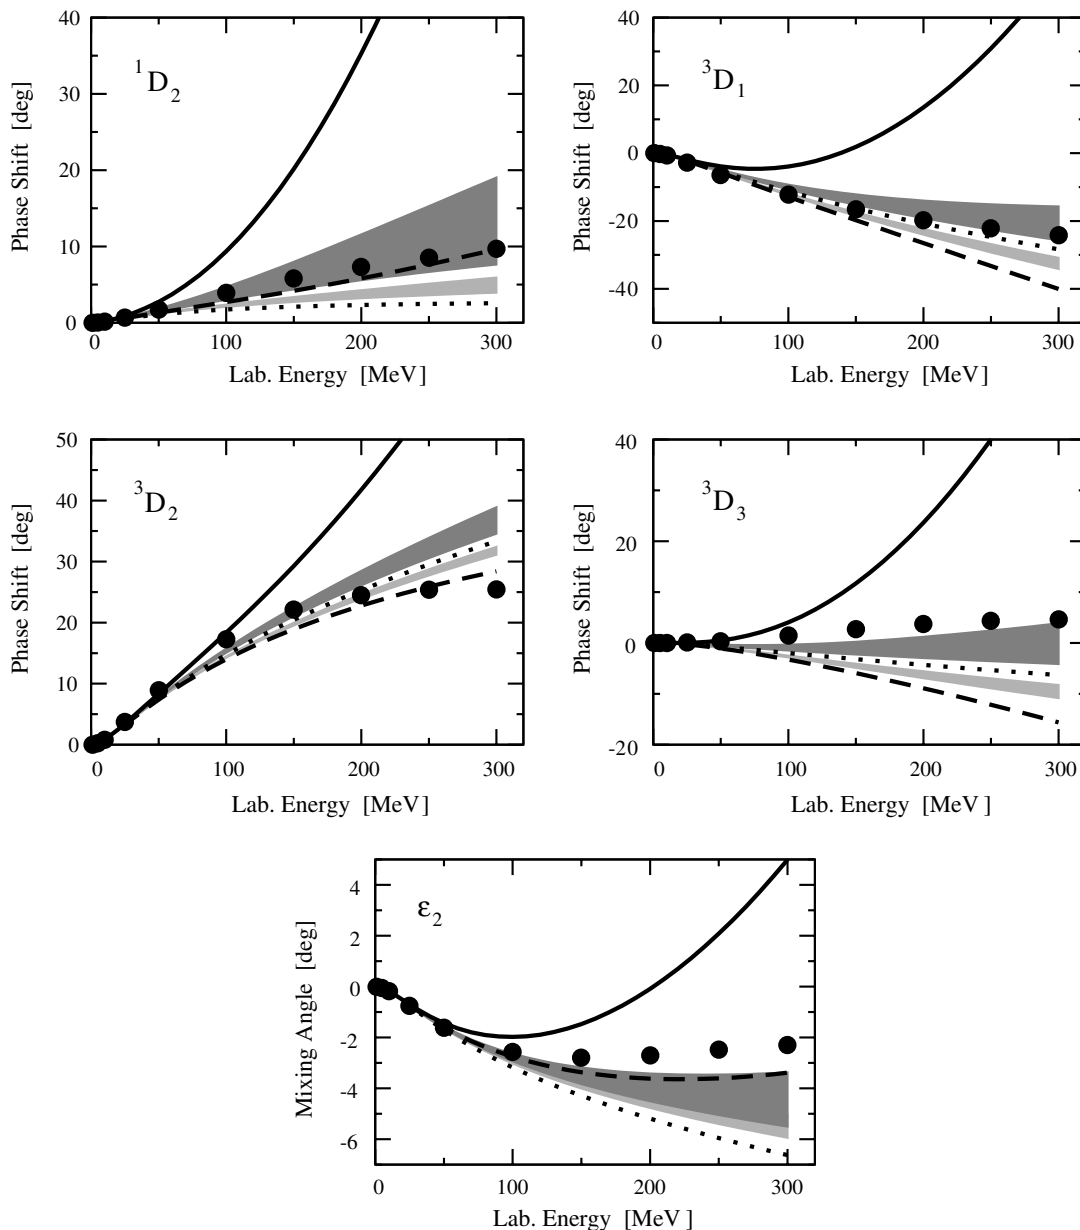 40
30
20
10
0
Phase Shift [deg]
¹D₂
0 100 200 300
Lab. Energy [MeV]
40
20
0
-20
-40
Phase Shift [deg]
³D₁
0 100 200 300
Lab. Energy [MeV]
50
40
30
20
10
0
Phase Shift [deg]
³D₂
0 100 200 300
Lab. Energy [MeV]
40
20
0
-20
Phase Shift [deg]
³D₃
0 100 200 300
Lab. Energy [MeV]
4
2
0
-2
-4
-6
Mixing Angle [deg]
ε₂
0 100 200 300
Lab. Energy [MeV]